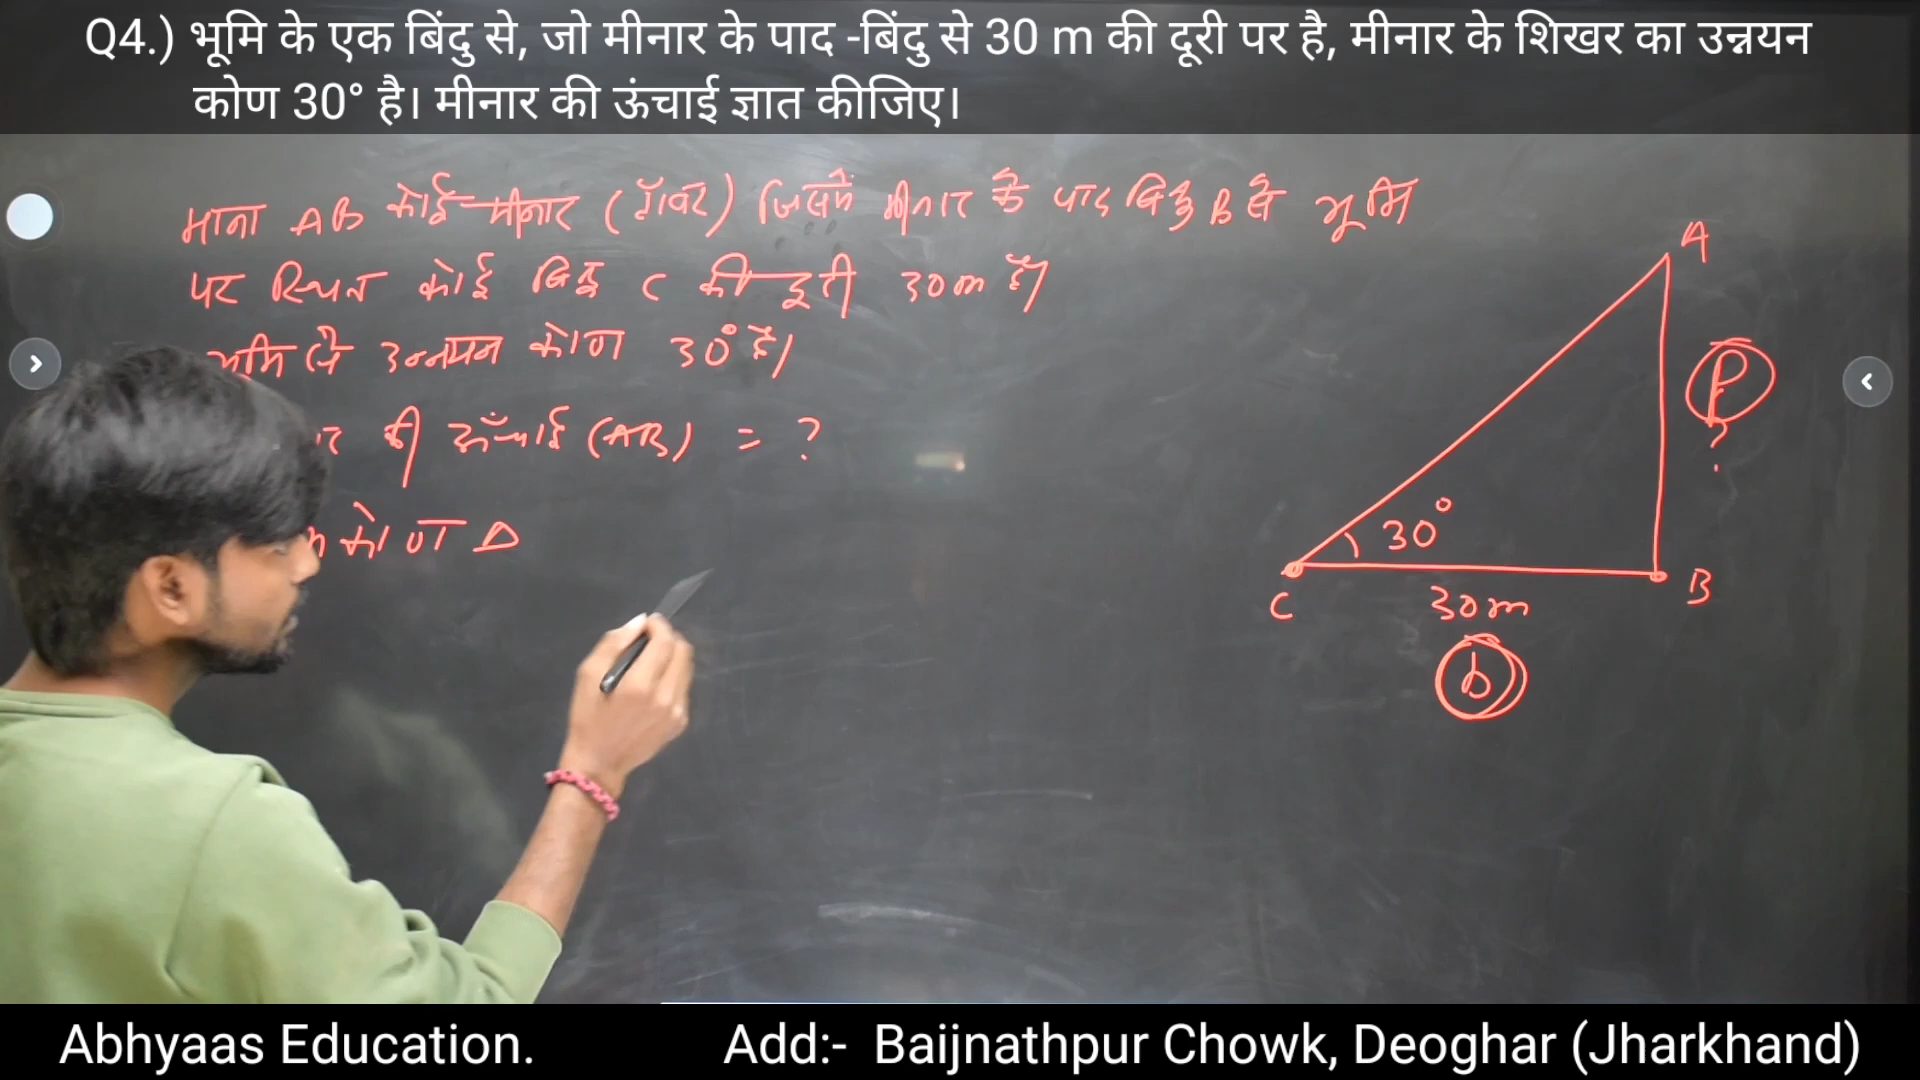 Q4.) भूमि के एक बिंदु से, जो मीनार के पाद -बिंदु से 30 m की दूरी पर है, मीनार के शिखर का उन्नयन
कोण 30° है। मीनार की ऊंचाई ज्ञात कीजिए।
माना AB कोई मीनार (टॉवर) जिसमें मीनार के पाद बिंदु B से भूमि
पर स्थित कोई बिंदु C की दूरी 30m है।
भूमि से उन्नयन कोण 30° है।
की ऊँचाई (AB) = ?
कोण Δ
A
P
?
30°
C
30m
B
b
Abhyaas Education.
Add:- Baijnathpur Chowk, Deoghar (Jharkhand)